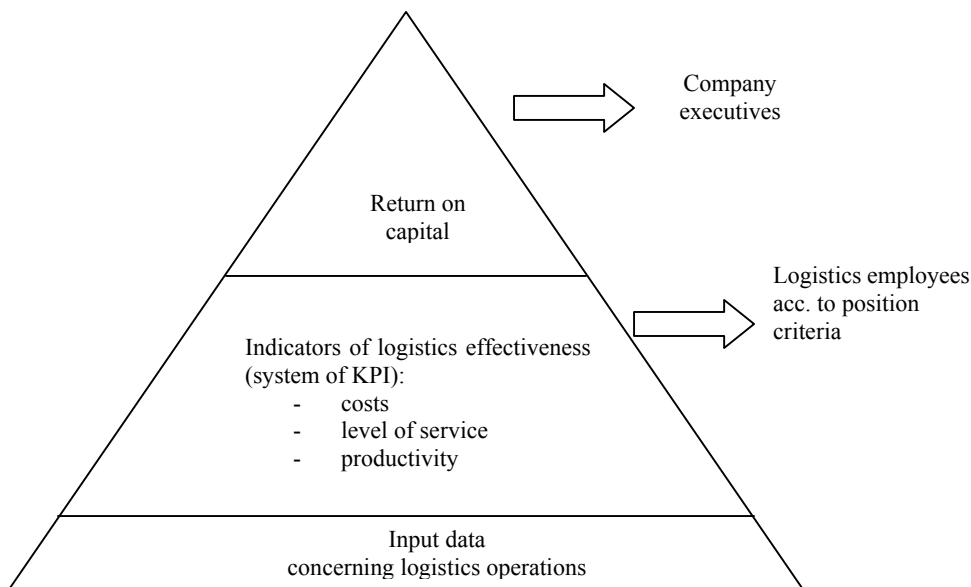 Company
executives
Return on
capital
Logistics employees
acc. to position
criteria
Indicators of logistics effectiveness
(system of KPI):
- costs
- level of service
- productivity
Input data
concerning logistics operations